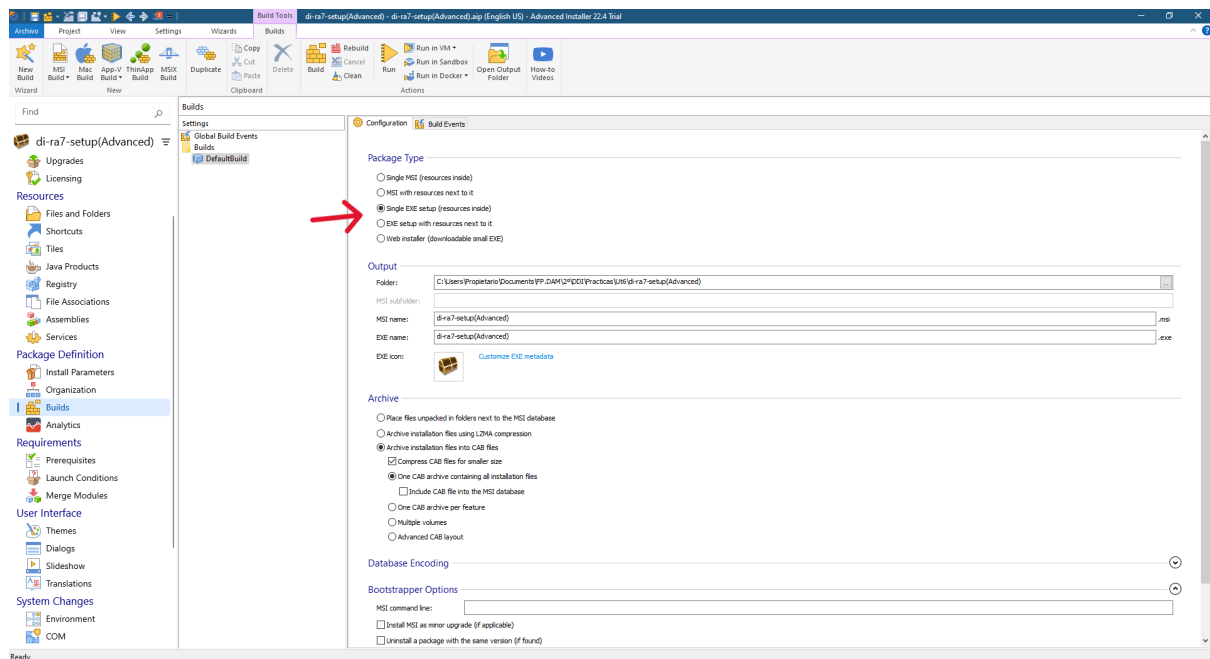 Build Tools
di-ra7-setup(Advanced) - di-ra7-setup(Advanced).aip (English US) - Advanced Installer 22.4 Trial
Archivo Project View Settings Wizards Builds
New Build
MSI Build
Mac Build
App-V Build
ThinApp Build
MSIX Build
Duplicate
Copy
Cut
Paste
Delete
Build
Rebuild
Cancel
Clean
Run
Run in VM
Run in Sandbox
Run in Docker
Open Output Folder
How-to Videos
Wizard New Clipboard Actions
Find
di-ra7-setup(Advanced)
Upgrades
Licensing
Resources
Files and Folders
Shortcuts
Tiles
Java Products
Registry
File Associations
Assemblies
Services
Package Definition
Install Parameters
Organization
Builds
Analytics
Requirements
Prerequisites
Launch Conditions
Merge Modules
User Interface
Themes
Dialogs
Slideshow
Translations
System Changes
Environment
COM
Ready
Builds
Settings
Global Build Events
Builds
DefaultBuild
Configuration Build Events
Package Type
Single MSI (resources inside)
MSI with resources next to it
Single EXE setup (resources inside)
EXE setup with resources next to it
Web installer (downloadable small EXE)
Output
Folder: C:\Users\Propietario\Documents\FP.DAM\2º\DDI\Practicas\Ut6\di-ra7-setup(Advanced) ...
MSI subfolder:
MSI name: di-ra7-setup(Advanced) .msi
EXE name: di-ra7-setup(Advanced) .exe
EXE icon: Customize EXE metadata
Archive
Place files unpacked in folders next to the MSI database
Archive installation files using LZMA compression
Archive installation files into CAB files
Compress CAB files for smaller size
One CAB archive containing all installation files
Include CAB file into the MSI database
One CAB archive per feature
Multiple volumes
Advanced CAB layout
Database Encoding
Bootstrapper Options
MSI command line:
Install MSI as minor upgrade (if applicable)
Uninstall a package with the same version (if found)